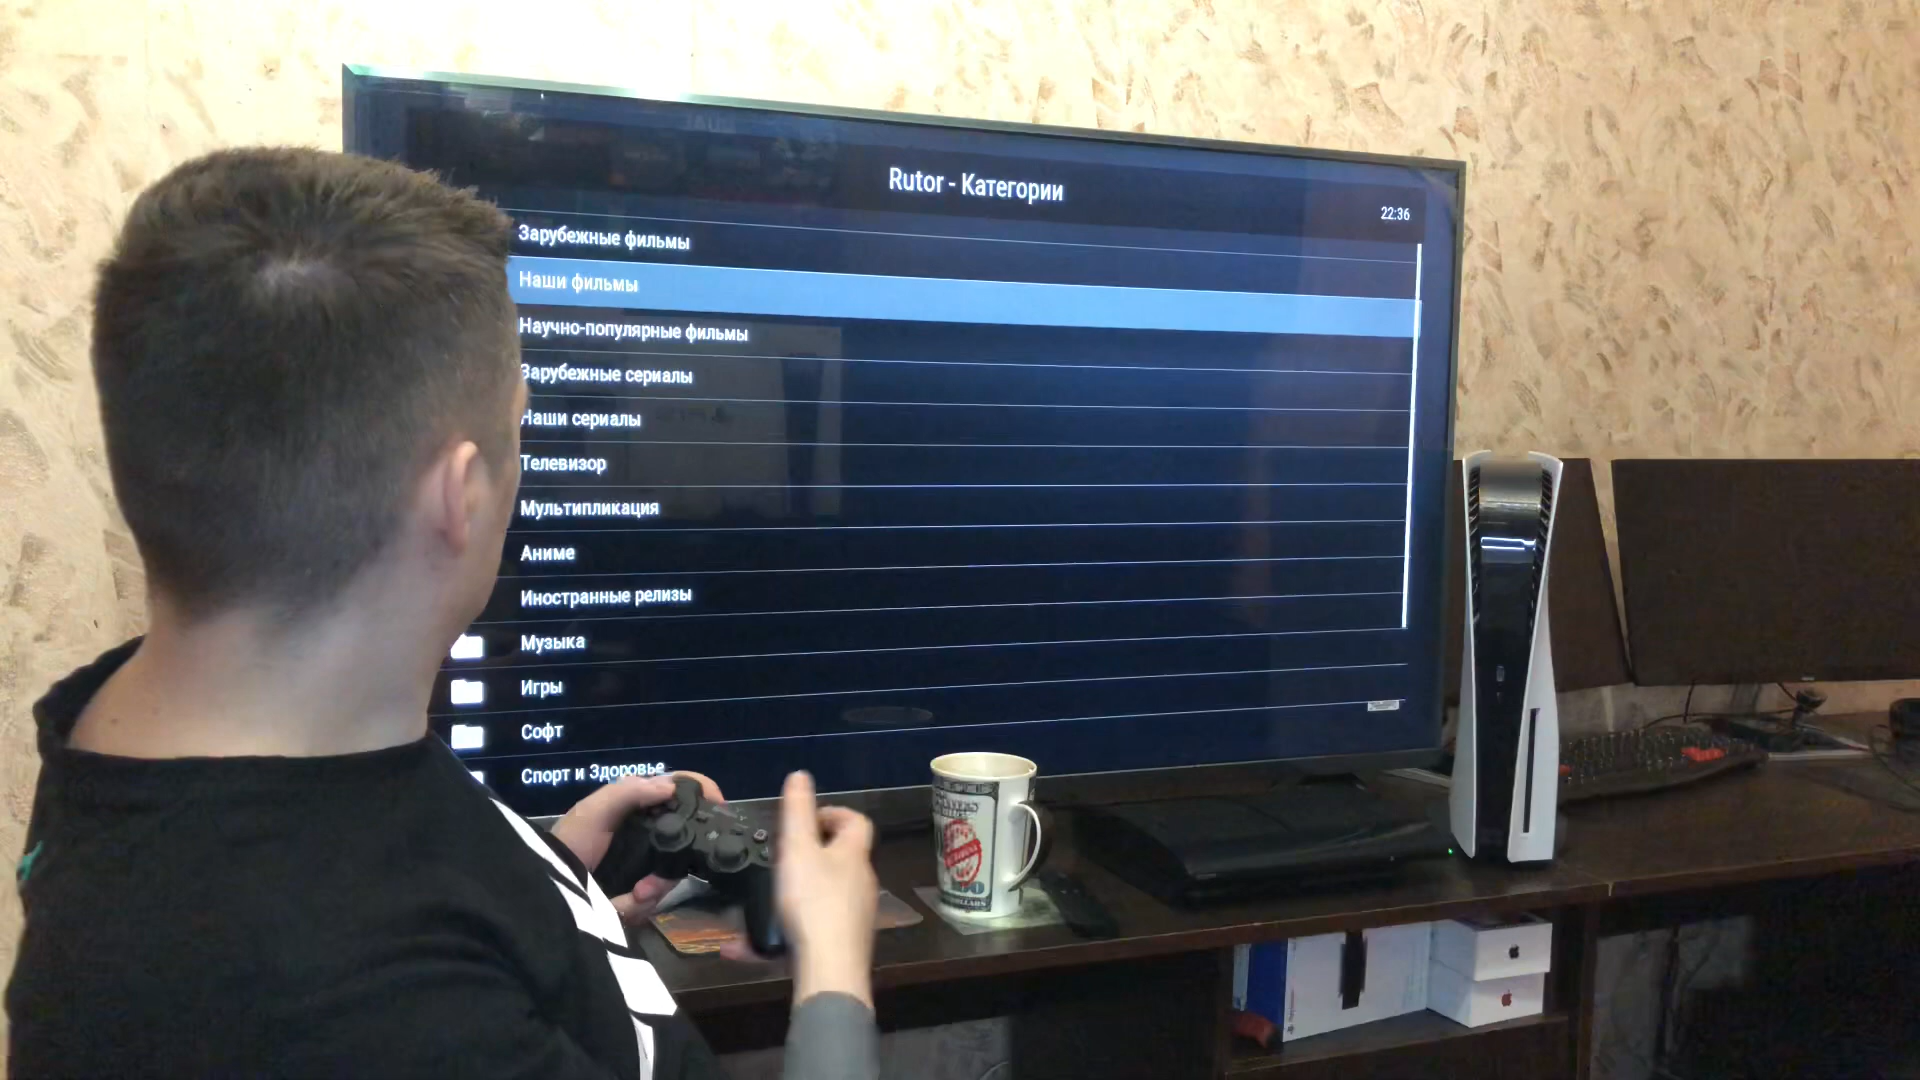 Rutor - Категории
22:36
Зарубежные фильмы
Наши фильмы
Научно-популярные фильмы
Зарубежные сериалы
Наши сериалы
Телевизор
Мультипликация
Аниме
Иностранные релизы
Музыка
Игры
Софт
Спорт и Здоровье